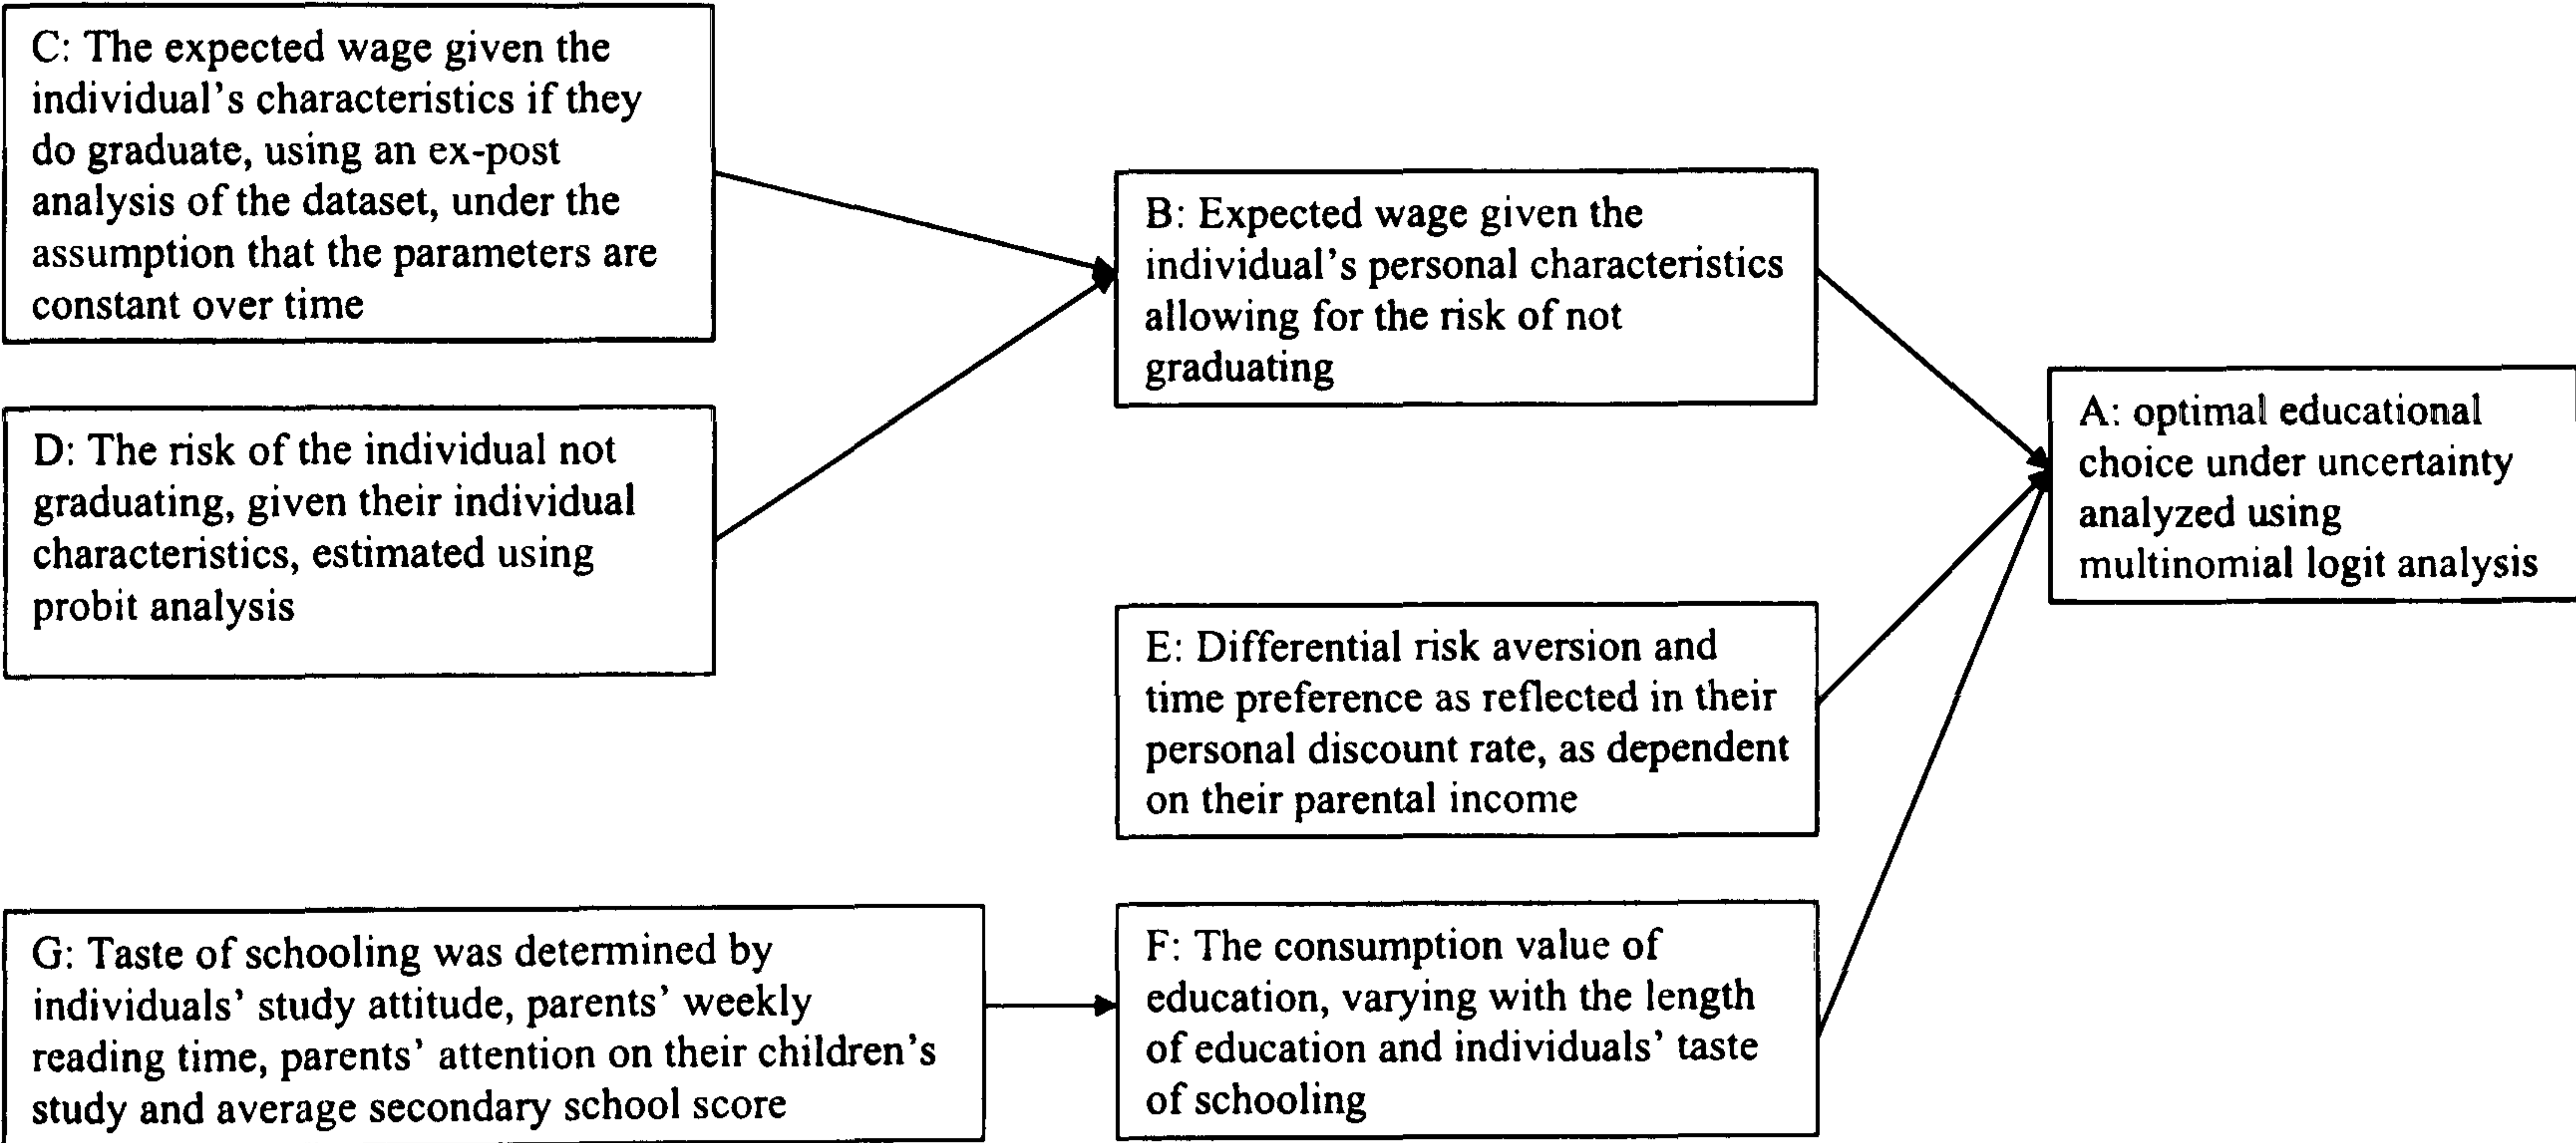 C: The expected wage given the
individual's characteristics if they
do graduate, using an ex-post
analysis of the dataset, under the
assumption that the parameters are
constant over time
D: The risk of the individual not
graduating, given their individual
characteristics, estimated using
probit analysis
B: Expected wage given the
individual's personal characteristics
allowing for the risk of not
graduating
A: optimal educational
choice under uncertainty
analyzed using
multinomial logit analysis
E: Differential risk aversion and
time preference as reflected in their
personal discount rate, as dependent
on their parental income
G: Taste of schooling was determined by
individuals' study attitude, parents' weekly
reading time, parents' attention on their children's
study and average secondary school score
F: The consumption value of
education, varying with the length
of education and individuals' taste
of schooling